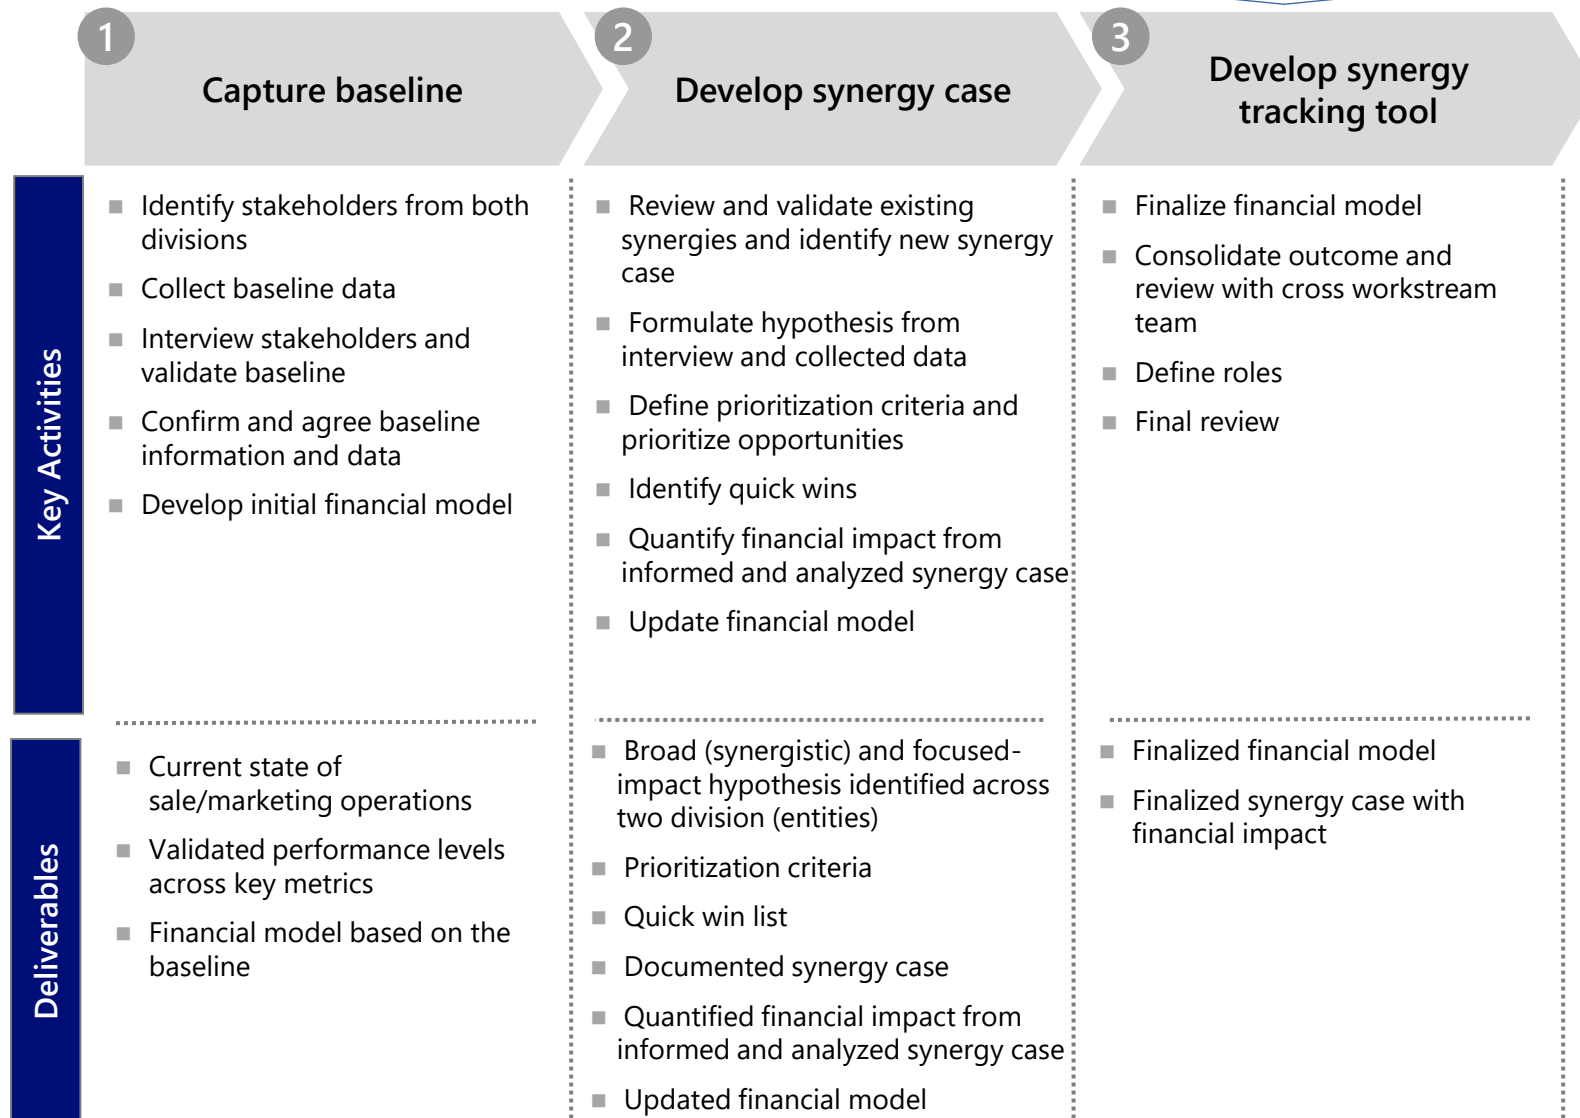 1
Capture baseline
2
Develop synergy case
3
Develop synergy
tracking tool
Key Activities
Identify stakeholders from both
divisions
Collect baseline data
Interview stakeholders and
validate baseline
Confirm and agree baseline
information and data
Develop initial financial model
Review and validate existing
synergies and identify new synergy
case
Formulate hypothesis from
interview and collected data
Define prioritization criteria and
prioritize opportunities
Identify quick wins
Quantify financial impact from
informed and analyzed synergy case
Update financial model
Finalize financial model
Consolidate outcome and
review with cross workstream
team
Define roles
Final review
Deliverables
Current state of
sale/marketing operations
Validated performance levels
across key metrics
Financial model based on the
baseline
Broad (synergistic) and focused-
impact hypothesis identified across
two division (entities)
Prioritization criteria
Quick win list
Documented synergy case
Quantified financial impact from
informed and analyzed synergy case
Updated financial model
Finalized financial model
Finalized synergy case with
financial impact